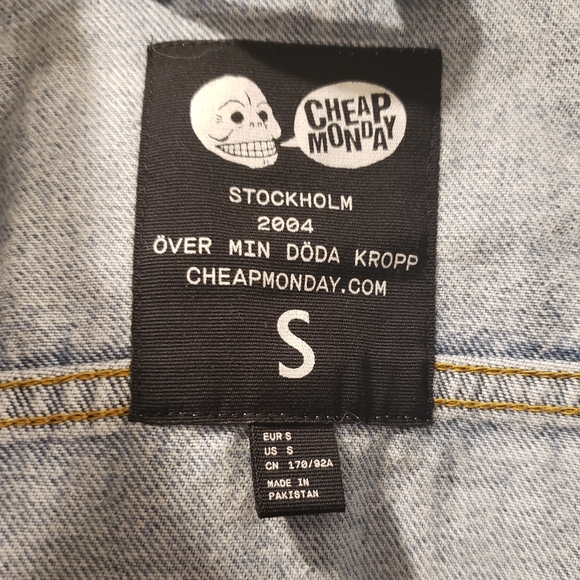 CHEAP
MONDAY
STOCKHOLM
2004
ÖVER MIN DÖDA KROPP
CHEAPMONDAY.COM
S
EUR S
US S
CN 170/92A
MADE IN
PAKISTAN